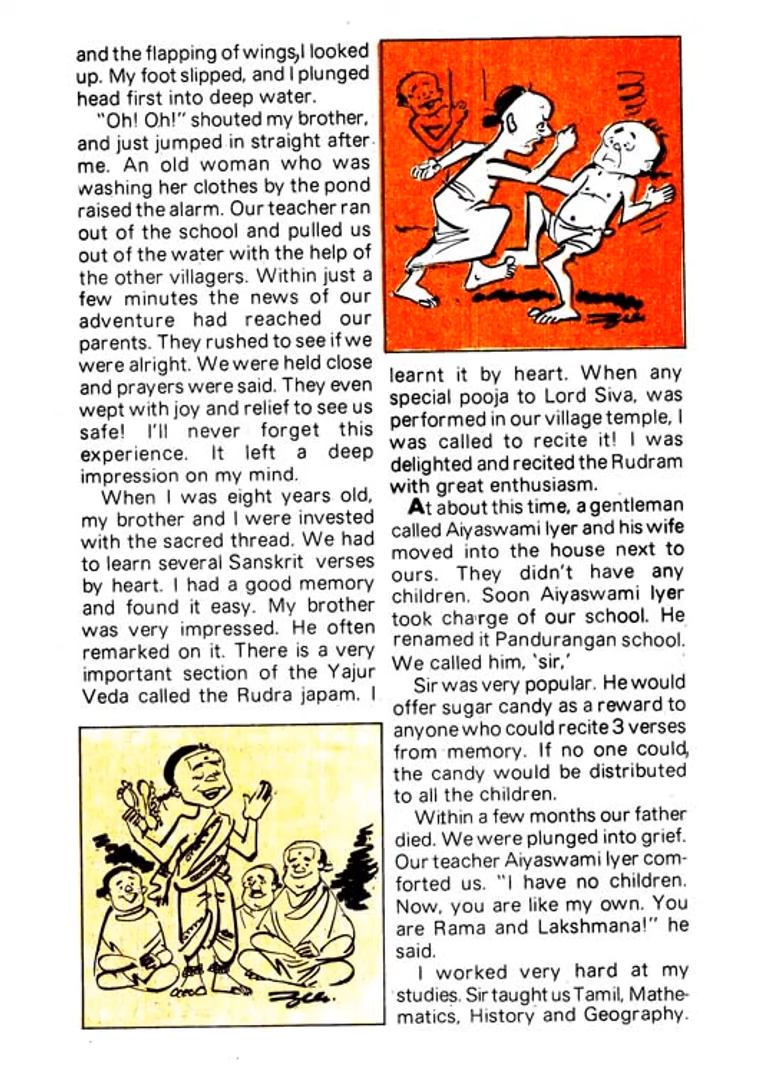 and the flapping of wings, I looked
up. My foot slipped, and I plunged
head first into deep water.
"Oh! Oh!" shouted my brother,
and just jumped in straight after
me. An old woman who was
washing her clothes by the pond
raised the alarm. Our teacher ran
out of the school and pulled us
out of the water with the help of
the other villagers. Within just a
few minutes the news of our
adventure had reached our
parents. They rushed to see if we
were alright. We were held close
and prayers were said. They even
wept with joy and relief to see us
safe! I'll never forget this
experience. It left a deep
impression on my mind.
When I was eight years old,
my brother and I were invested
with the sacred thread. We had
to learn several Sanskrit verses
by heart. I had a good memory
and found it easy. My brother
was very impressed. He often
remarked on it. There is a very
important section of the Yajur
Veda called the Rudra japam. I
learnt it by heart. When any
special pooja to Lord Siva, was
performed in our village temple, I
was called to recite it! I was
delighted and recited the Rudram
with great enthusiasm.
At about this time, a gentleman
called Aiyaswami Iyer and his wife
moved into the house next to
ours. They didn't have any
children. Soon Aiyaswami Iyer
took charge of our school. He
renamed it Pandurangan school.
We called him, 'sir,'
Sir was very popular. He would
offer sugar candy as a reward to
anyone who could recite 3 verses
from memory. If no one could,
the candy would be distributed
to all the children.
Within a few months our father
died. We were plunged into grief.
Our teacher Aiyaswami Iyer com-
forted us. "I have no children.
Now, you are like my own. You
are Rama and Lakshmana!" he
said.
I worked very hard at my
studies. Sir taught us Tamil, Mathe-
matics, History and Geography.